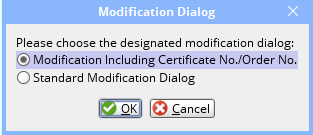 Modification Dialog
Please choose the designated modification dialog:
Modification Including Certificate No./Order No.
Standard Modification Dialog
OK Cancel